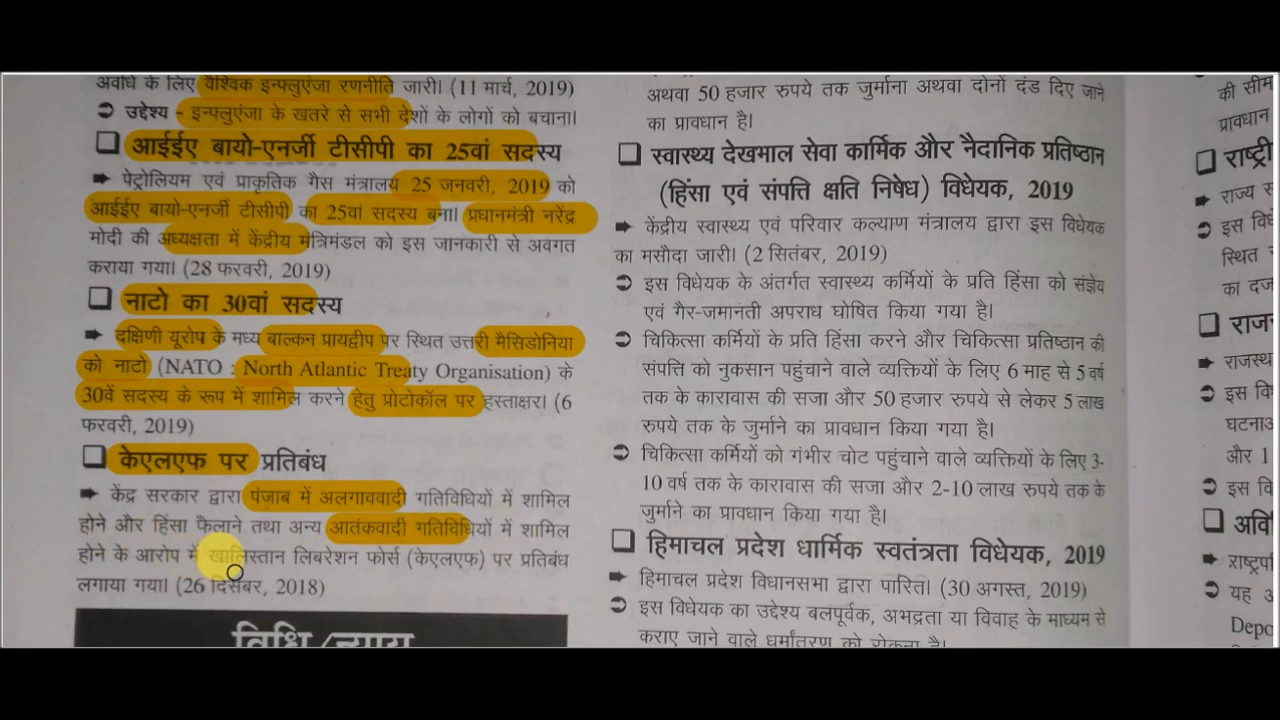 अवधि के लिए वैश्विक इन्फ्लुएंजा रणनीति जारी। (11 मार्च, 2019)
➲ उद्देश्य - इन्फ्लुएंजा के खतरे से सभी देशों के लोगों को बचाना।
❑ आईईए बायो-एनर्जी टीसीपी का 25वां सदस्य
➨ पेट्रोलियम एवं प्राकृतिक गैस मंत्रालय 25 जनवरी, 2019 को
आईईए बायो-एनर्जी टीसीपी का 25वां सदस्य बना। प्रधानमंत्री नरेंद्र
मोदी की अध्यक्षता में केंद्रीय मंत्रिमंडल को इस जानकारी से अवगत
कराया गया। (28 फरवरी, 2019)
❑ नाटो का 30वां सदस्य
➨ दक्षिणी यूरोप के मध्य बाल्कन प्रायद्वीप पर स्थित उत्तरी मैसिडोनिया
को नाटो (NATO : North Atlantic Treaty Organisation) के
30वें सदस्य के रूप में शामिल करने हेतु प्रोटोकॉल पर हस्ताक्षर। (6
फरवरी, 2019)
❑ केएलएफ पर प्रतिबंध
➨ केंद्र सरकार द्वारा पंजाब में अलगाववादी गतिविधियों में शामिल
होने और हिंसा फैलाने तथा अन्य आतंकवादी गतिविधियों में शामिल
होने के आरोप में खालिस्तान लिबरेशन फोर्स (केएलएफ) पर प्रतिबंध
लगाया गया। (26 दिसंबर, 2018)
विधि/न्याय
अथवा 50 हजार रुपये तक जुर्माना अथवा दोनों दंड दिए जाने
का प्रावधान है।
❑ स्वास्थ्य देखभाल सेवा कार्मिक और नैदानिक प्रतिष्ठान
(हिंसा एवं संपत्ति क्षति निषेध) विधेयक, 2019
➨ केंद्रीय स्वास्थ्य एवं परिवार कल्याण मंत्रालय द्वारा इस विधेयक
का मसौदा जारी। (2 सितंबर, 2019)
➲ इस विधेयक के अंतर्गत स्वास्थ्य कर्मियों के प्रति हिंसा को संज्ञेय
एवं गैर-जमानती अपराध घोषित किया गया है।
➲ चिकित्सा कर्मियों के प्रति हिंसा करने और चिकित्सा प्रतिष्ठान की
संपत्ति को नुकसान पहुंचाने वाले व्यक्तियों के लिए 6 माह से 5 वर्ष
तक के कारावास की सजा और 50 हजार रुपये से लेकर 5 लाख
रुपये तक के जुर्माने का प्रावधान किया गया है।
➲ चिकित्सा कर्मियों को गंभीर चोट पहुंचाने वाले व्यक्तियों के लिए 3-
10 वर्ष तक के कारावास की सजा और 2-10 लाख रुपये तक के
जुर्माने का प्रावधान किया गया है।
❑ हिमाचल प्रदेश धार्मिक स्वतंत्रता विधेयक, 2019
➨ हिमाचल प्रदेश विधानसभा द्वारा पारित। (30 अगस्त, 2019)
➲ इस विधेयक का उद्देश्य बलपूर्वक, अभद्रता या विवाह के माध्यम से
कराए जाने वाले धर्मांतरण को रोकना है।
की सीम
प्रावधान
❑ राष्ट्री
➨ राज्य स
➲ इस विधे
स्थित
का दज
❑ राजन
➨ राजस्थ
➲ इस विध
घटनाअ
और 1
➲ इस वि
❑ अवि
➨ राष्ट्रप
➲ यह अ
Depo